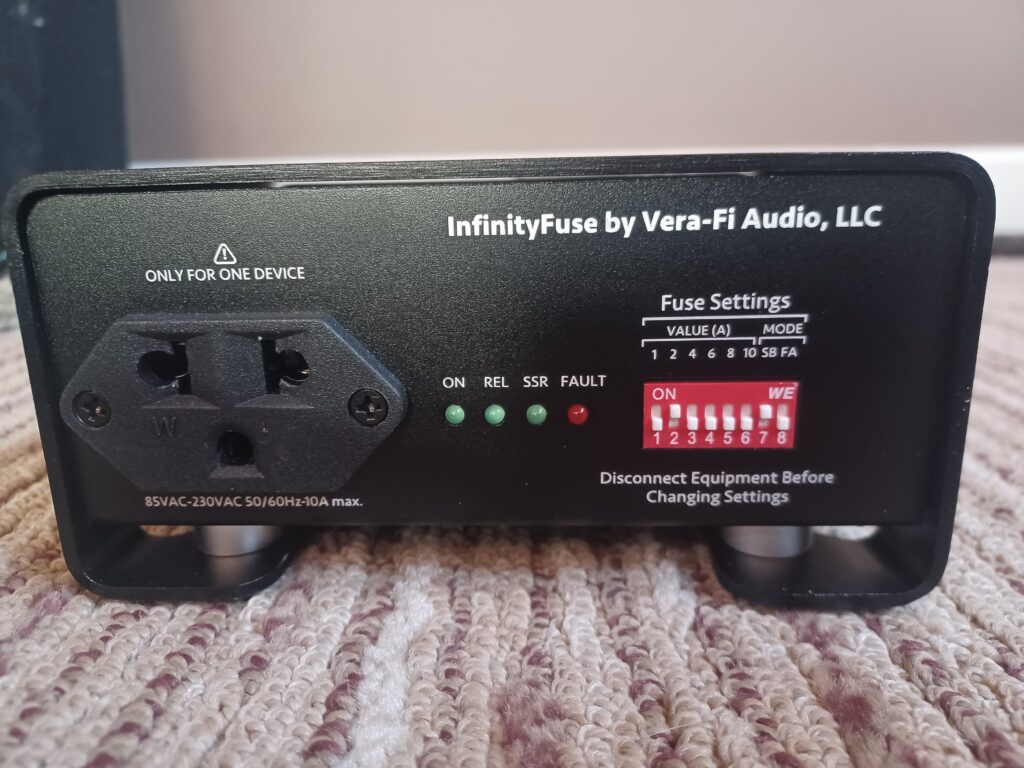 InfinityFuse by Vera-Fi Audio, LLC
ONLY FOR ONE DEVICE
W
85VAC-230VAC 50/60Hz-10A max.
ON REL SSR FAULT
Fuse Settings
VALUE (A) MODE
1 2 4 6 8 10 SB FA
ON WE
1 2 3 4 5 6 7 8
Disconnect Equipment Before
Changing Settings